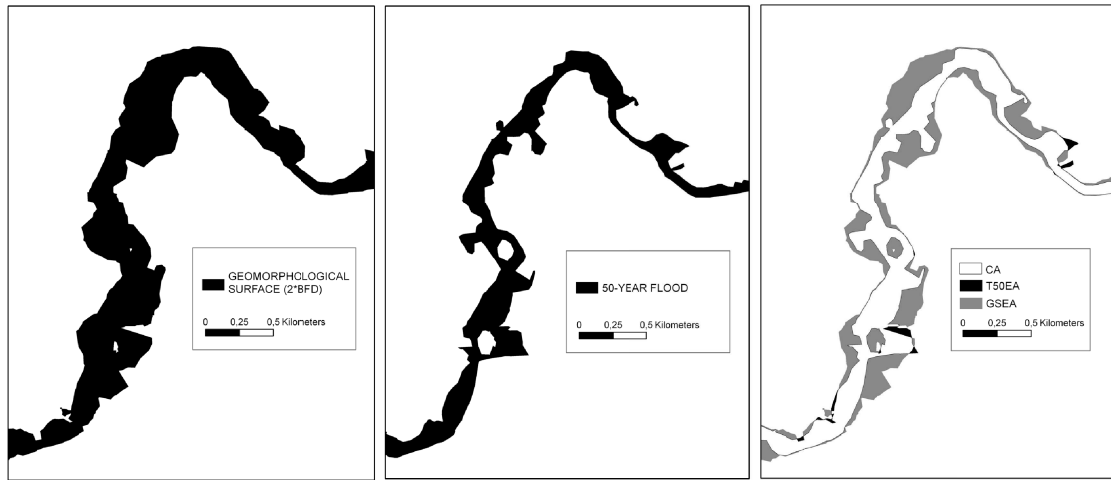 GEOMORPHOLOGICAL
SURFACE (2*BFD)
0 0,25 0,5 Kilometers
50-YEAR FLOOD
0 0,25 0,5 Kilometers
CA
T50EA
GSEA
0 0,25 0,5 Kilometers